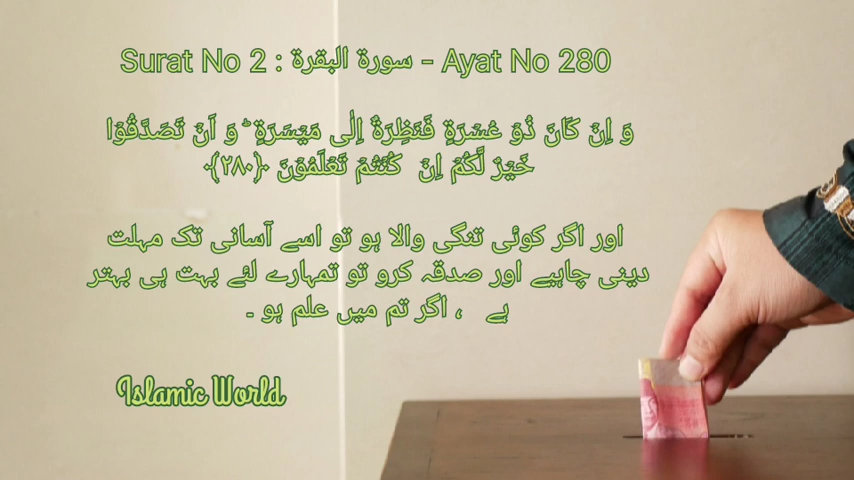 Surat No 2 : سورة البقرة - Ayat No 280
وَ اِنۡ کَانَ ذُوۡ عُسۡرَۃٍ فَنَظِرَۃٌ اِلٰی مَیۡسَرَۃٍ ؕ وَ اَنۡ تَصَدَّقُوۡا
خَیۡرٌ لَّکُمۡ اِنۡ کُنۡتُمۡ تَعۡلَمُوۡنَ ﴿۲۸۰﴾
اور اگر کوئی تنگی والا ہو تو اسے آسانی تک مہلت
دینی چاہیے اور صدقہ کرو تو تمہارے لئے بہت ہی بہتر
ہے ، اگر تم میں علم ہو ۔
Islamic World